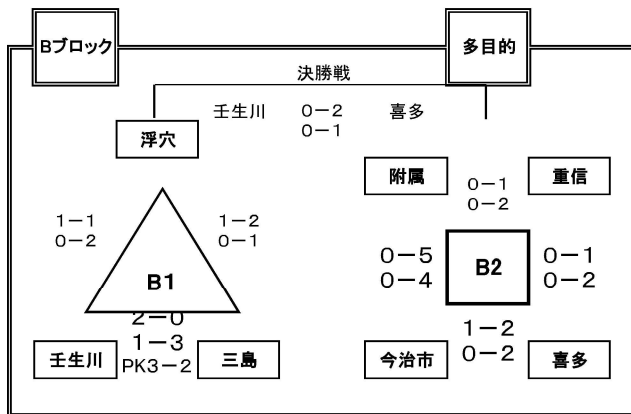 Bブロック
多目的
決勝戦
壬生川 0-2 喜多
0-1
浮穴
附属 0-1 重信
0-2
1-1 1-2
0-2 0-1
0-5 B2 0-1
0-4 0-2
B1
2-0
1-3
PK3-2
1-2
0-2
壬生川 三島 今治市 喜多